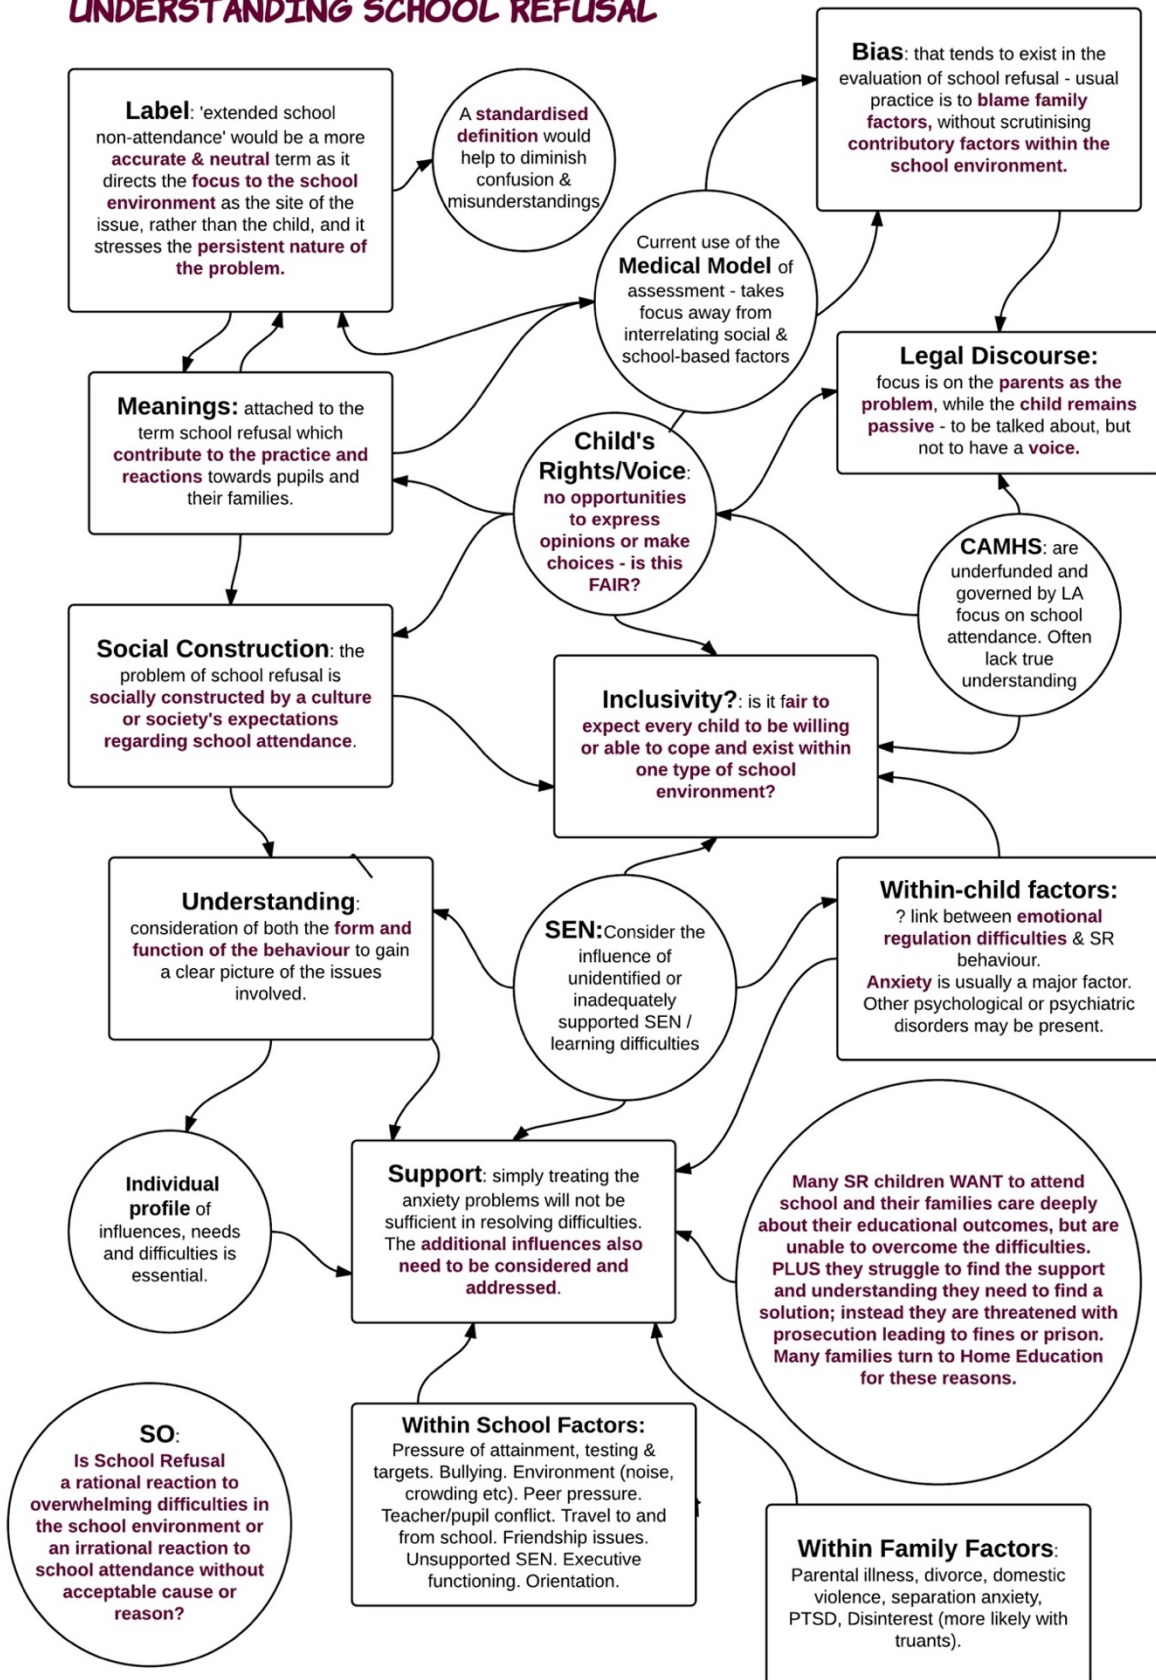 UNDERSTANDING SCHOOL REFUSAL
Label: 'extended school
non-attendance' would be a more
accurate & neutral term as it
directs the focus to the school
environment as the site of the
issue, rather than the child, and it
stresses the persistent nature of
the problem.
A standardised
definition would
help to diminish
confusion &
misunderstandings
Bias: that tends to exist in the
evaluation of school refusal - usual
practice is to blame family
factors, without scrutinising
contributory factors within the
school environment.
Current use of the
Medical Model of
assessment - takes
focus away from
interrelating social &
school-based factors
Legal Discourse:
focus is on the parents as the
problem, while the child remains
passive - to be talked about, but
not to have a voice.
Meanings: attached to the
term school refusal which
contribute to the practice and
reactions towards pupils and
their families.
Child's
Rights/Voice:
no opportunities
to express
opinions or make
choices - is this
FAIR?
CAMHS: are
underfunded and
governed by LA
focus on school
attendance. Often
lack true
understanding
Social Construction: the
problem of school refusal is
socially constructed by a culture
or society's expectations
regarding school attendance.
Inclusivity?: is it fair to
expect every child to be willing
or able to cope and exist within
one type of school
environment?
Understanding:
consideration of both the form and
function of the behaviour to gain
a clear picture of the issues
involved.
SEN:Consider the
influence of
unidentified or
inadequately
supported SEN /
learning difficulties
Within-child factors:
? link between emotional
regulation difficulties & SR
behaviour.
Anxiety is usually a major factor.
Other psychological or psychiatric
disorders may be present.
Individual
profile of
influences, needs
and difficulties is
essential.
Support: simply treating the
anxiety problems will not be
sufficient in resolving difficulties.
The additional influences also
need to be considered and
addressed.
Many SR children WANT to attend
school and their families care deeply
about their educational outcomes, but are
unable to overcome the difficulties.
PLUS they struggle to find the support
and understanding they need to find a
solution; instead they are threatened with
prosecution leading to fines or prison.
Many families turn to Home Education
for these reasons.
SO:
Is School Refusal
a rational reaction to
overwhelming difficulties in
the school environment or
an irrational reaction to
school attendance without
acceptable cause or
reason?
Within School Factors:
Pressure of attainment, testing &
targets. Bullying. Environment (noise,
crowding etc). Peer pressure.
Teacher/pupil conflict. Travel to and
from school. Friendship issues.
Unsupported SEN. Executive
functioning. Orientation.
Within Family Factors:
Parental illness, divorce, domestic
violence, separation anxiety,
PTSD, Disinterest (more likely with
truants).